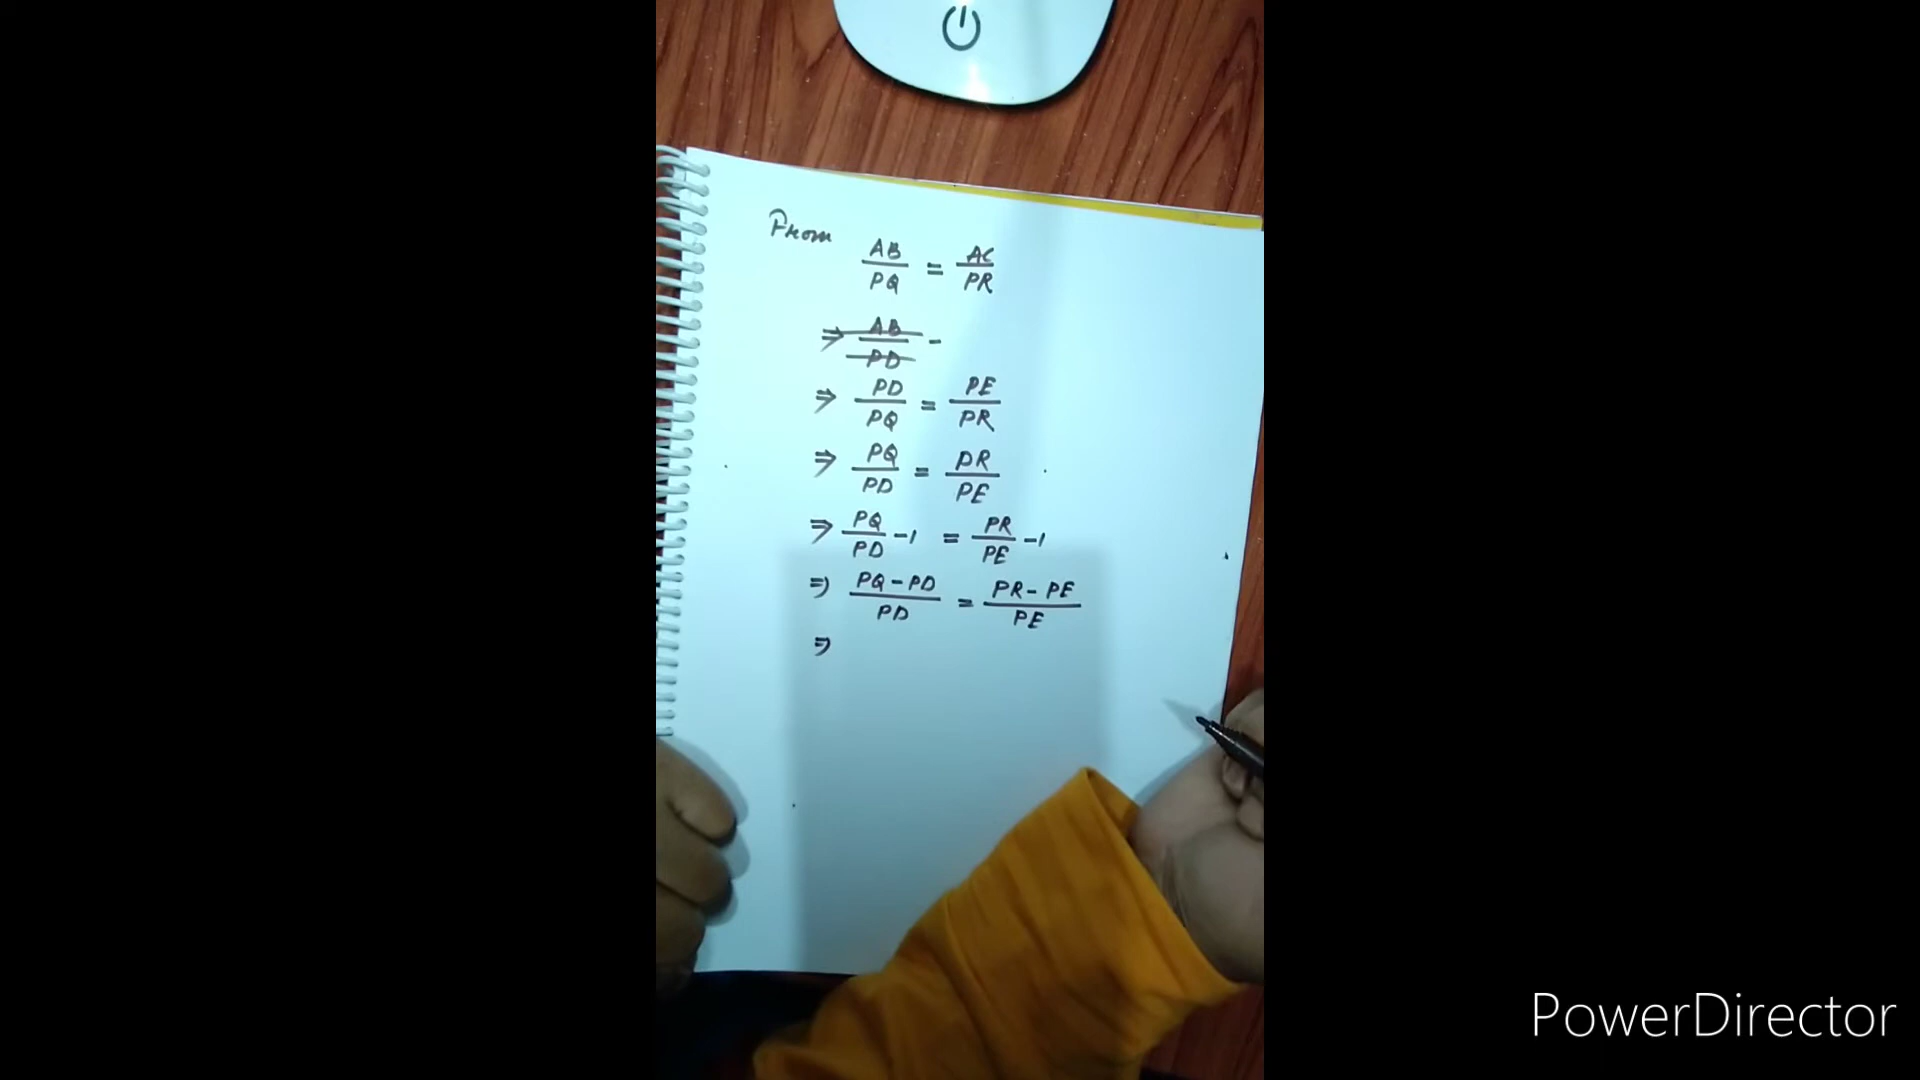 From
AB/PQ = AC/PR
⇒ AB/PD -
⇒ PD/PQ = PE/PR
⇒ PQ/PD = PR/PE
⇒ PQ/PD -1 = PR/PE -1
⇒ PQ-PD/PD = PR-PE/PE
⇒
PowerDirector